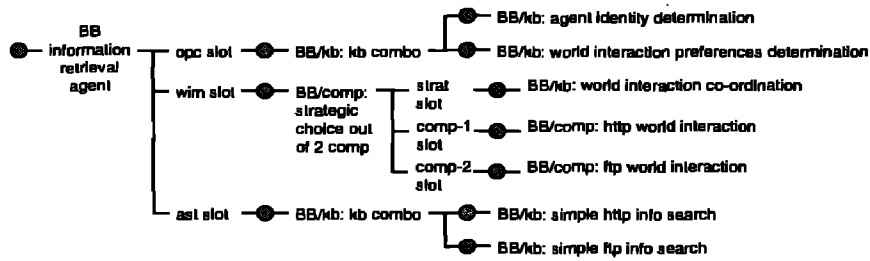 BB
information
retrieval
agent
opc slot
BB/kb: kb combo
BB/kb: agent identity determination
BB/kb: world interaction preferences determination
wim slot
BB/comp:
strategic
choice out
of 2 comp
strat
slot
BB/kb: world interaction co-ordination
comp-1
slot
BB/comp: http world interaction
comp-2
slot
BB/comp: ftp world interaction
ast slot
BB/kb: kb combo
BB/kb: simple http info search
BB/kb: simple ftp info search